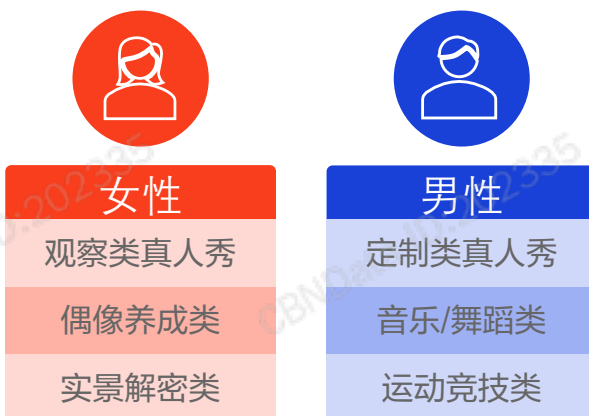 女性
观察类真人秀
偶像养成类
实景解密类
男性
定制类真人秀
音乐/舞蹈类
运动竞技类